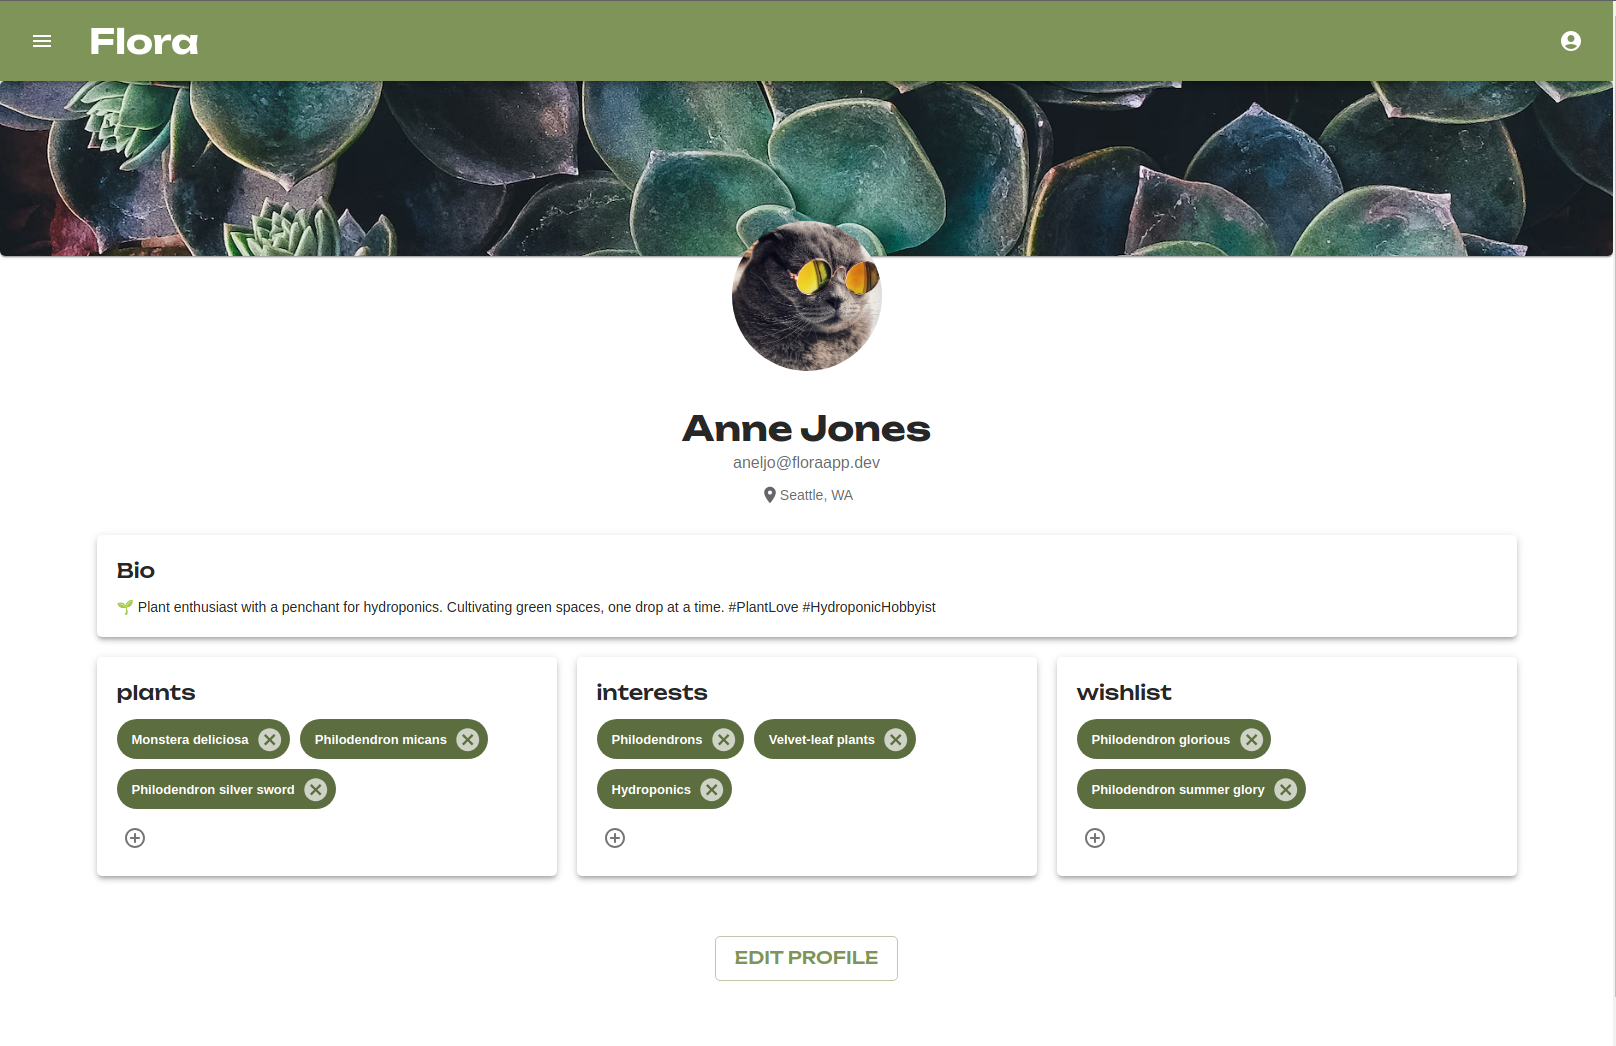 Flora
Anne Jones
aneljo@floraapp.dev
Seattle, WA
Bio
🌱 Plant enthusiast with a penchant for hydroponics. Cultivating green spaces, one drop at a time. #PlantLove #HydroponicHobbyist
plants
Monstera deliciosa
Philodendron micans
Philodendron silver sword
interests
Philodendrons
Velvet-leaf plants
Hydroponics
wishlist
Philodendron glorious
Philodendron summer glory
EDIT PROFILE